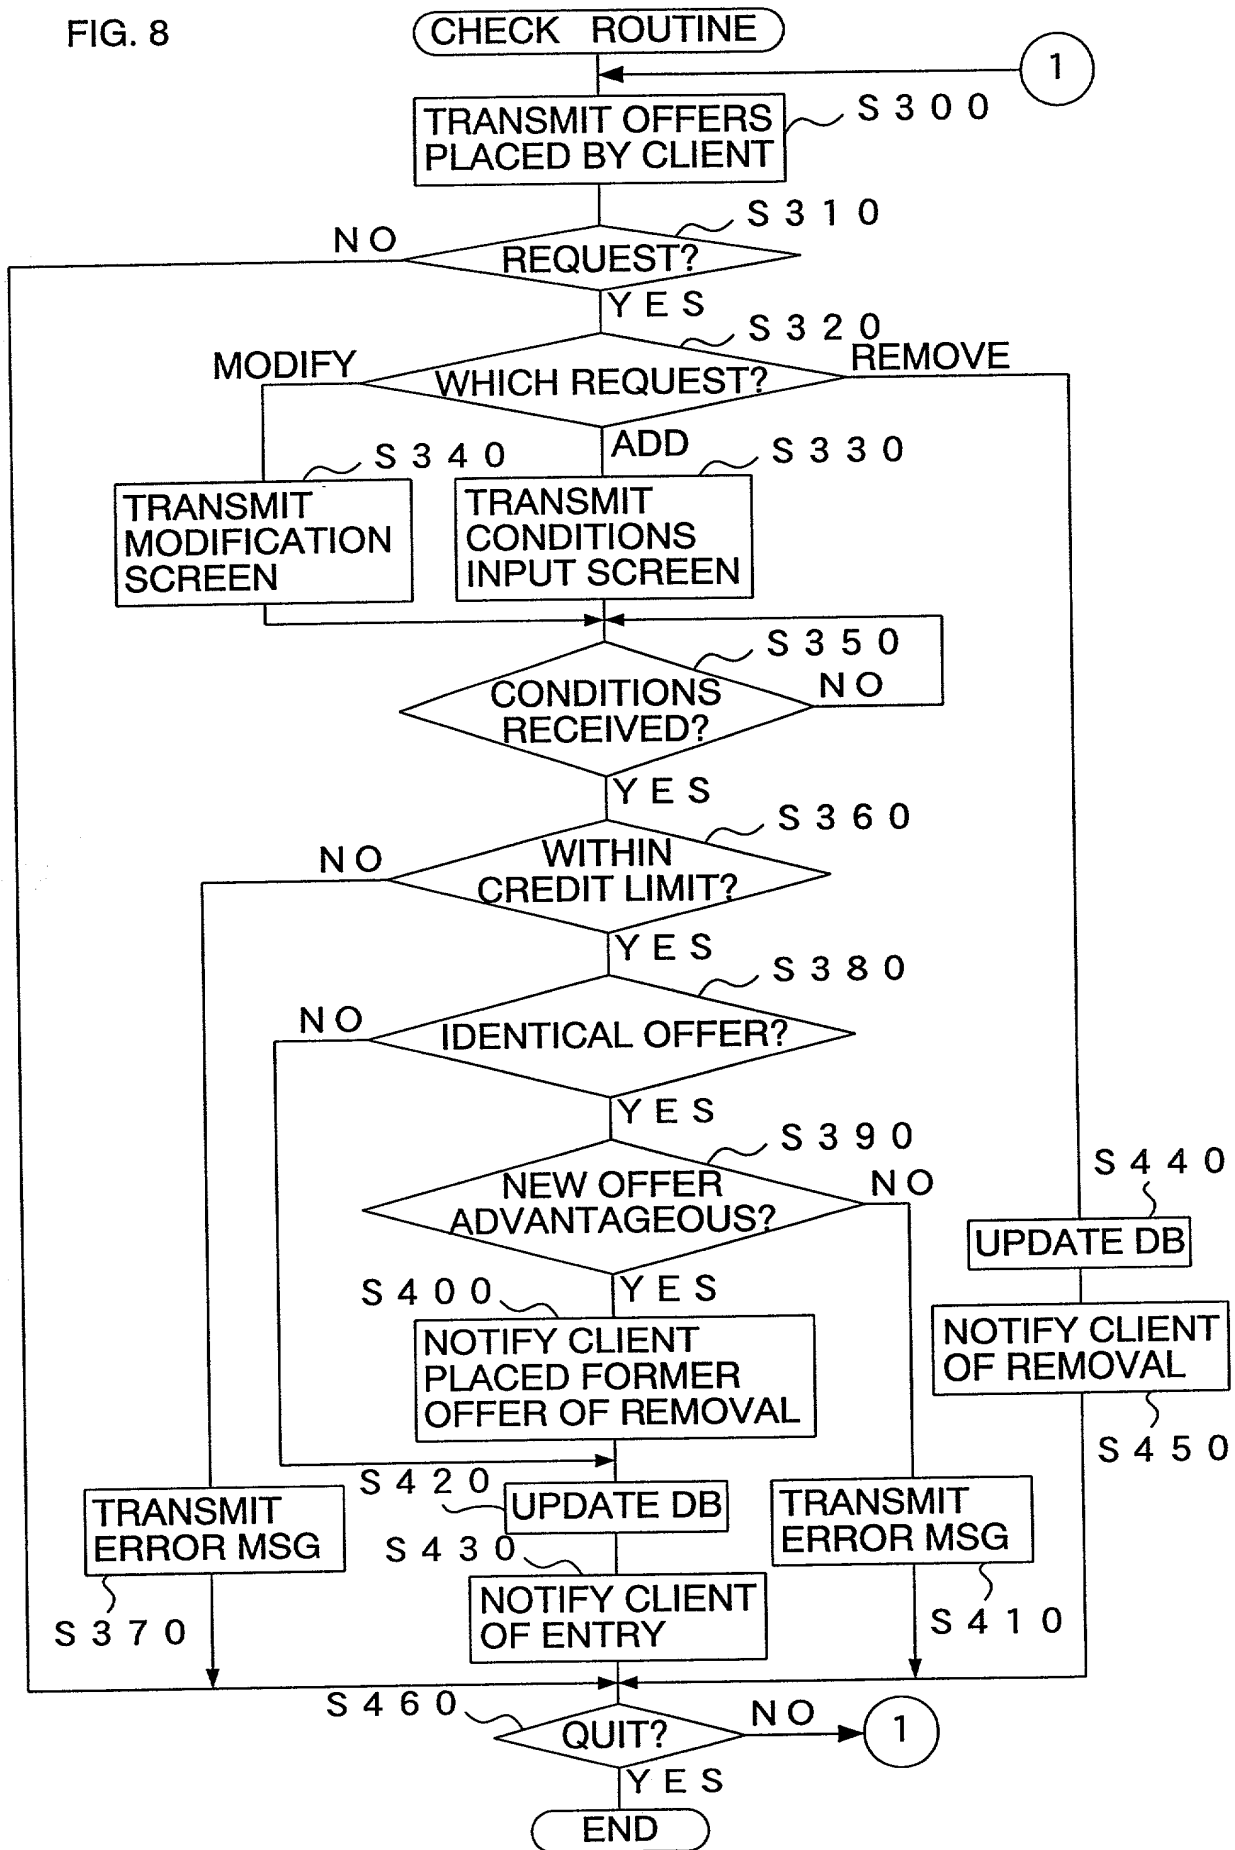 FIG. 8
CHECK ROUTINE
1
TRANSMIT OFFERS
PLACED BY CLIENT
S300
S310
NO
REQUEST?
YES
S320
MODIFY
WHICH REQUEST?
REMOVE
ADD
S340
S330
TRANSMIT
MODIFICATION
SCREEN
TRANSMIT
CONDITIONS
INPUT SCREEN
S350
CONDITIONS
RECEIVED?
NO
YES
S360
NO
WITHIN
CREDIT LIMIT?
YES
S380
NO
IDENTICAL OFFER?
YES
S390
NEW OFFER
ADVANTAGEOUS?
NO
S440
UPDATE DB
YES
S400
NOTIFY CLIENT
PLACED FORMER
OFFER OF REMOVAL
NOTIFY CLIENT
OF REMOVAL
S450
S420
UPDATE DB
TRANSMIT
ERROR MSG
TRANSMIT
ERROR MSG
S430
NOTIFY CLIENT
OF ENTRY
S370
S410
S460
QUIT?
NO
1
YES
END